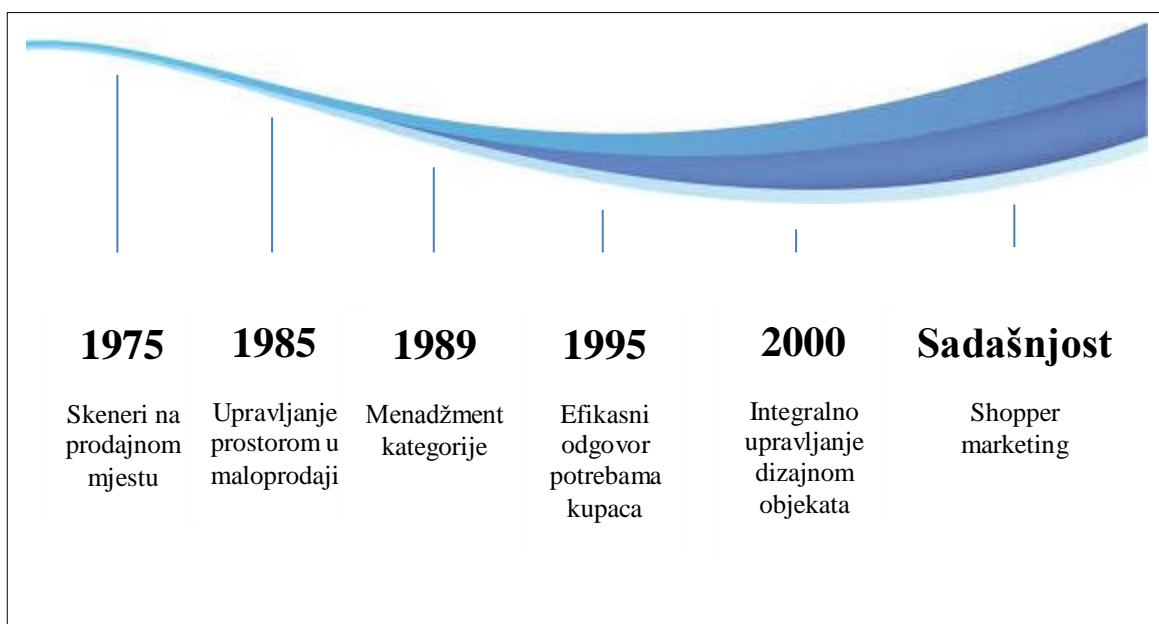 1975
Skeneri na
prodajnom
mjestu
1985
Upravljanje
prostorom u
maloprodaji
1989
Menadžment
kategorije
1995
Efikasni
odgovor
potrebama
kupaca
2000
Integralno
upravljanje
dizajnom
objekata
Sadašnjost
Shopper
marketing